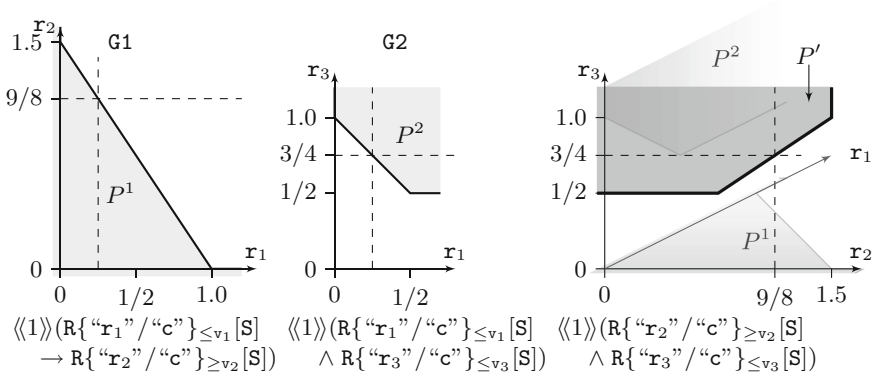 G1
r₂
1.5
9/8
0
P¹
r₁
0
1/2
1.0
⟨⟨1⟩⟩(R{“r₁”/“c”}≤v₁[S]
→ R{“r₂”/“c”}≥v₂[S])
G2
r₃
1.0
3/4
1/2
0
P²
r₁
0
1/2
⟨⟨1⟩⟩(R{“r₁”/“c”}≤v₁[S]
∧ R{“r₃”/“c”}≤v₃[S])
r₃
1.0
3/4
1/2
0
P²
P′
r₁
P¹
r₂
0
9/8
1.5
⟨⟨1⟩⟩(R{“r₂”/“c”}≥v₂[S]
∧ R{“r₃”/“c”}≤v₃[S])